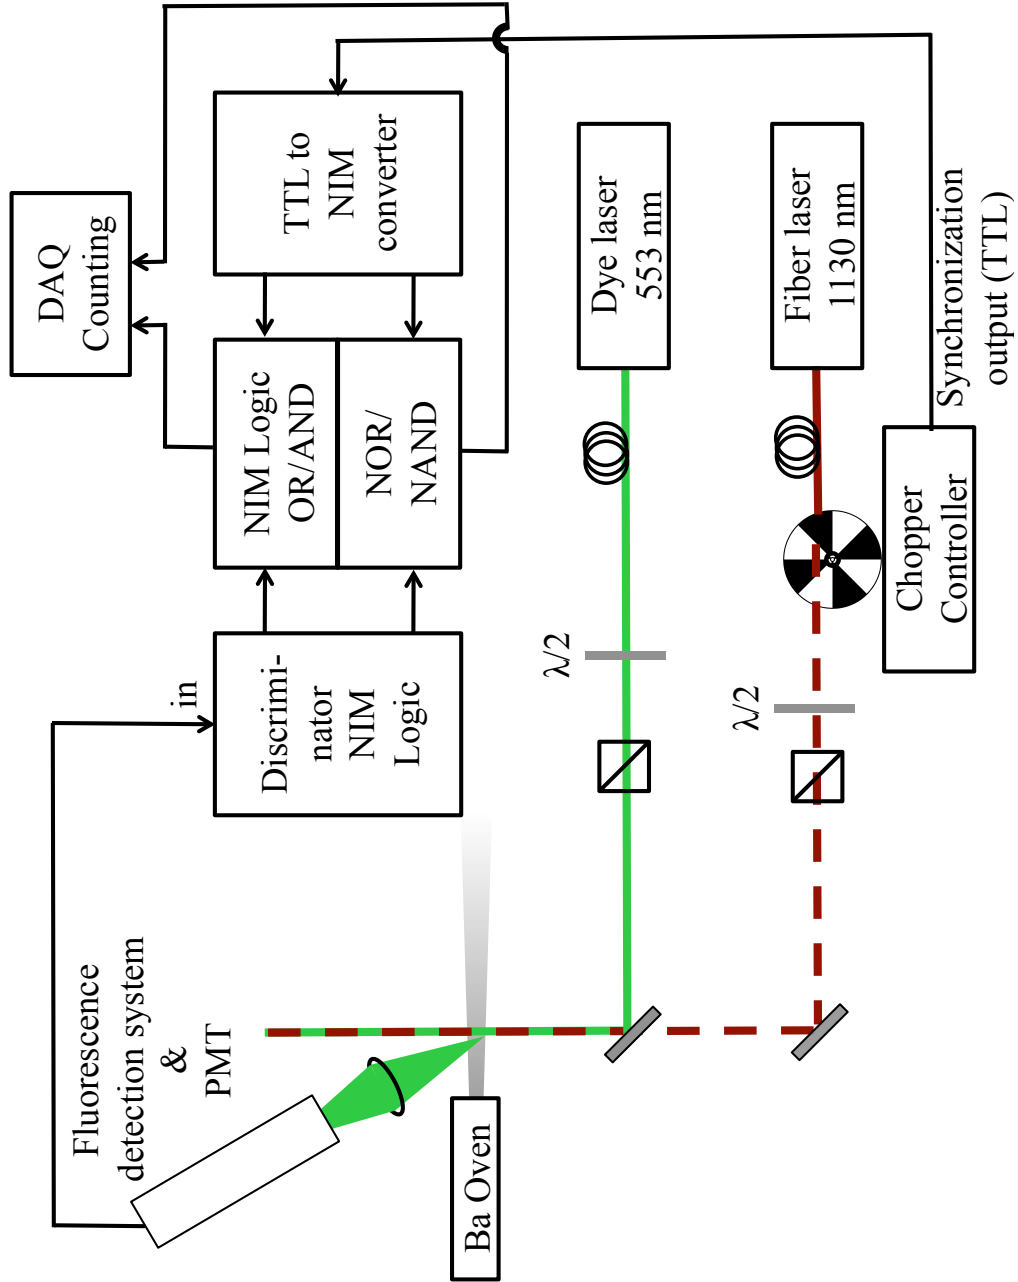 Fluorescence
detection system
&
PMT
in
Discrimi-
nator NIM
Logic
NIM Logic
OR/AND
NOR/
NAND
TTL to
NIM
converter
DAQ
Counting
Ba Oven
λ/2
Dye laser
553 nm
λ/2
Fiber laser
1130 nm
Chopper
Controller
Synchronization
output (TTL)